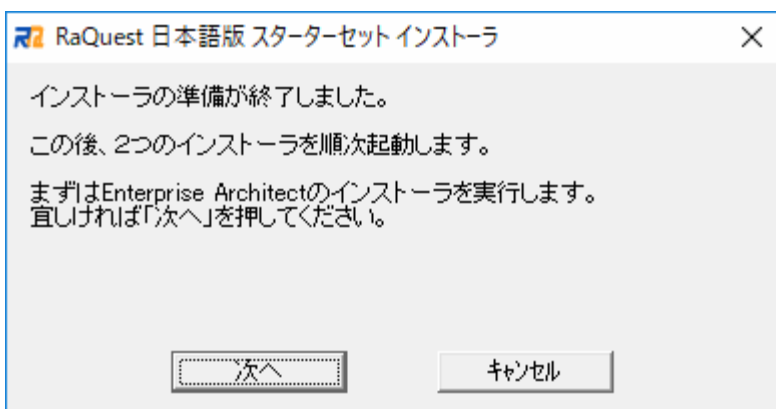 RaQuest 日本語版 スターターセット インストーラ
インストーラの準備が終了しました。
この後、2つのインストーラを順次起動します。
まずはEnterprise Architectのインストーラを実行します。
宜しければ「次へ」を押してください。
次へ
キャンセル